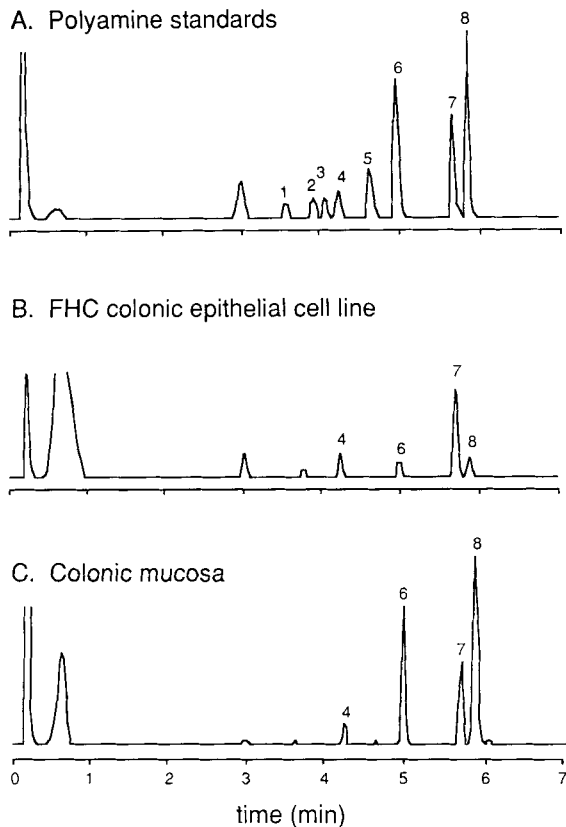 A. Polyamine standards
1 2 3 4 5 6 7 8
B. FHC colonic epithelial cell line
4 6 7 8
C. Colonic mucosa
4 6 7 8
0 1 2 3 4 5 6 7
time (min)